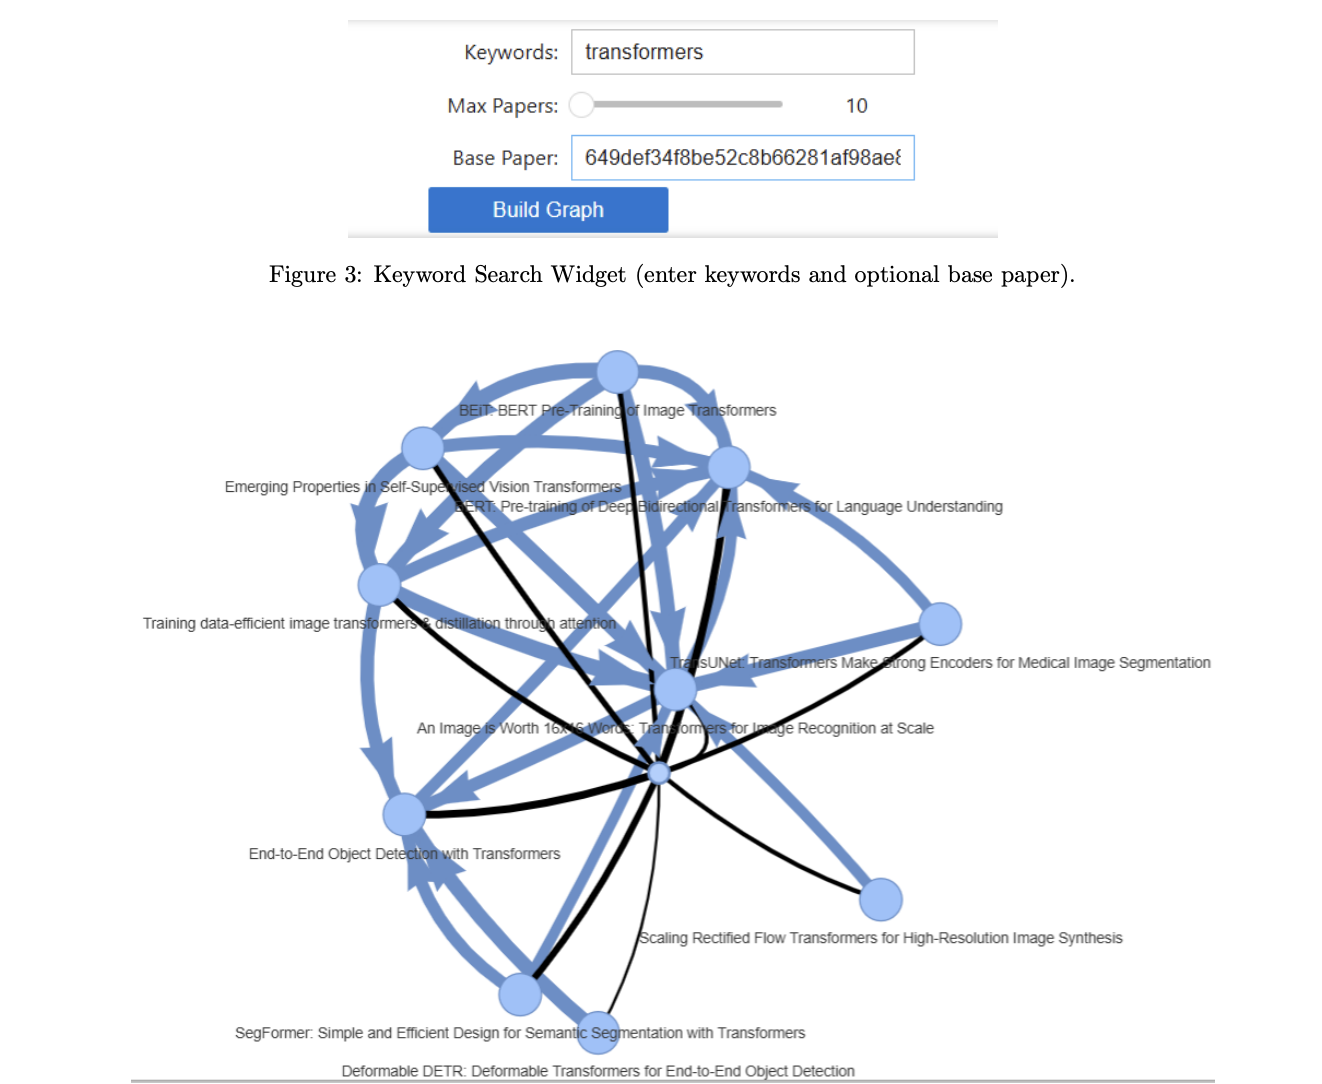 Keywords: transformers
Max Papers: 10
Base Paper: 649def34f8be52c8b66281af98ae8
Build Graph
Figure 3: Keyword Search Widget (enter keywords and optional base paper).
BEiT: BERT Pre-Training of Image Transformers
Emerging Properties in Self-Supervised Vision Transformers
BERT: Pre-training of Deep Bidirectional Transformers for Language Understanding
Training data-efficient image transformers & distillation through attention
TransUNet: Transformers Make Strong Encoders for Medical Image Segmentation
An Image is Worth 16x16 Words: Transformers for Image Recognition at Scale
End-to-End Object Detection with Transformers
Scaling Rectified Flow Transformers for High-Resolution Image Synthesis
SegFormer: Simple and Efficient Design for Semantic Segmentation with Transformers
Deformable DETR: Deformable Transformers for End-to-End Object Detection